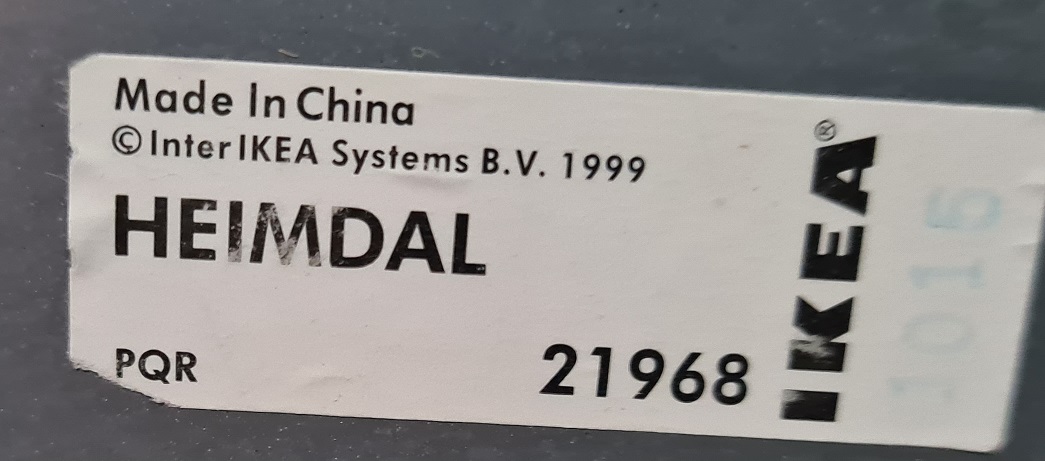 Made In China
© Inter IKEA Systems B.V. 1999
HEIMDAL
PQR
21968
IKEA®
1015